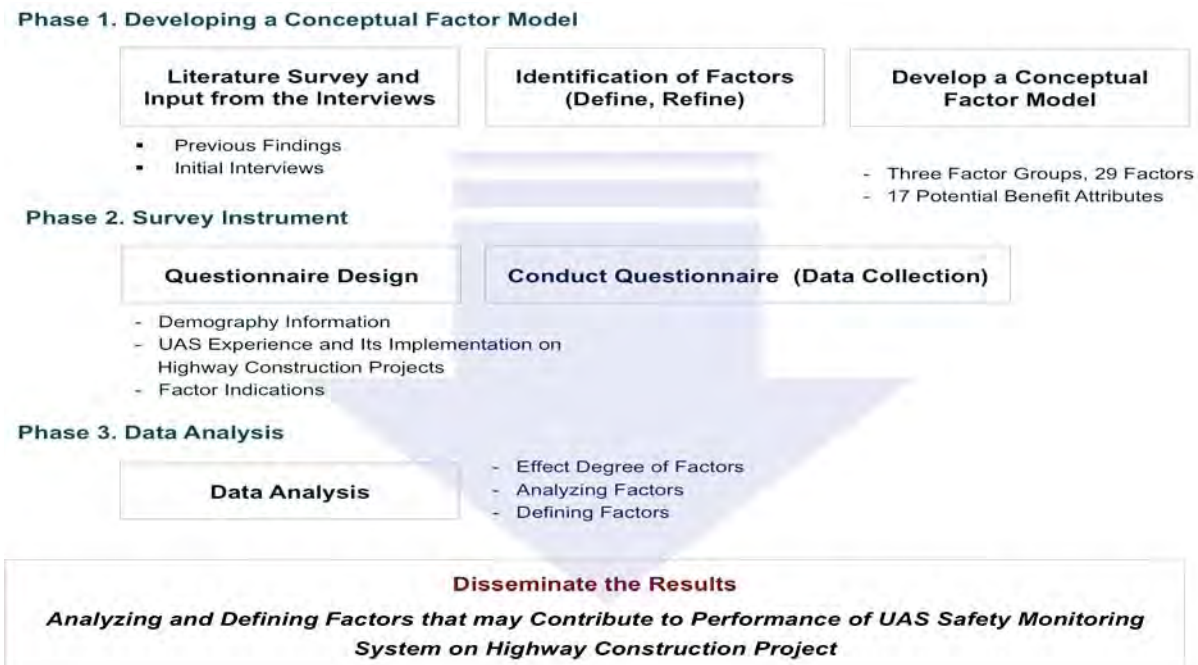 Phase 1. Developing a Conceptual Factor Model
Literature Survey and
Input from the Interviews
▪ Previous Findings
▪ Initial Interviews
Identification of Factors
(Define, Refine)
Develop a Conceptual
Factor Model
- Three Factor Groups, 29 Factors
- 17 Potential Benefit Attributes
Phase 2. Survey Instrument
Questionnaire Design
- Demography Information
- UAS Experience and Its Implementation on
Highway Construction Projects
- Factor Indications
Conduct Questionnaire (Data Collection)
Phase 3. Data Analysis
Data Analysis
- Effect Degree of Factors
- Analyzing Factors
- Defining Factors
Disseminate the Results
Analyzing and Defining Factors that may Contribute to Performance of UAS Safety Monitoring
System on Highway Construction Project